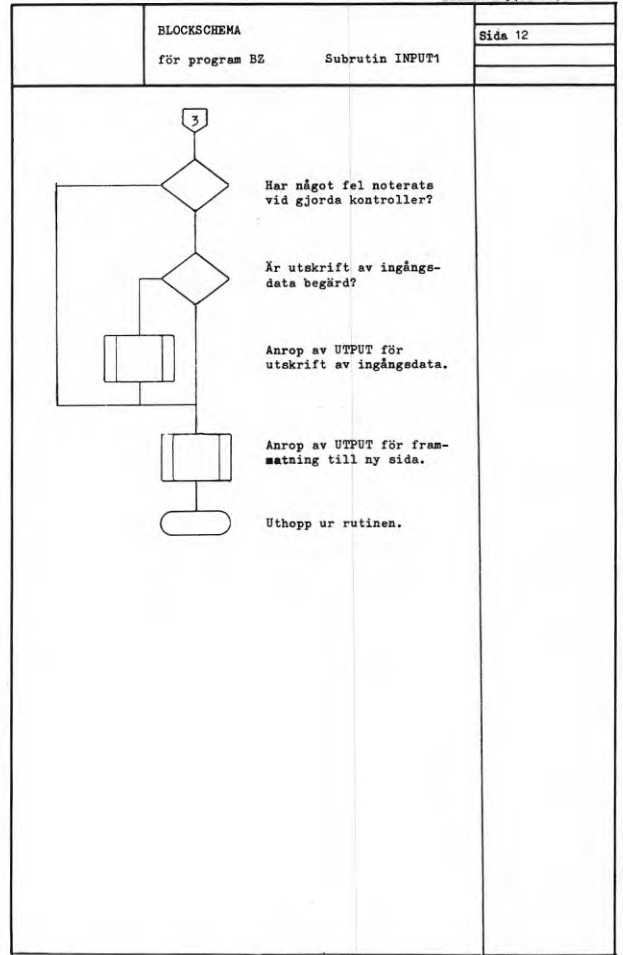 BLOCKSCHEMA
för program BZ Subrutin INPUT1
Sida 12
3
Har något fel noterats
vid gjorda kontroller?
Är utskrift av ingångs-
data begärd?
Anrop av UTPUT för
utskrift av ingångsdata.
Anrop av UTPUT för fram-
matning till ny sida.
Uthopp ur rutinen.